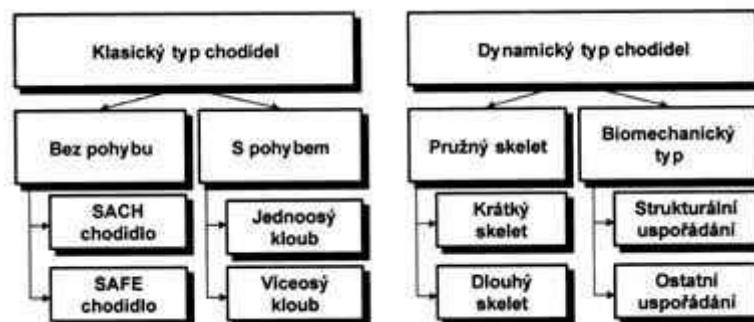 Klasický typ chodidel
Dynamický typ chodidel
Bez pohybu
S pohybem
Pružný skelet
Biomechanický
typ
SACH
chodidlo
Jednoosý
kloub
Krátký
skelet
Strukturální
uspořádání
SAFE
chodidlo
Víceosý
kloub
Dlouhý
skelet
Ostatní
uspořádání